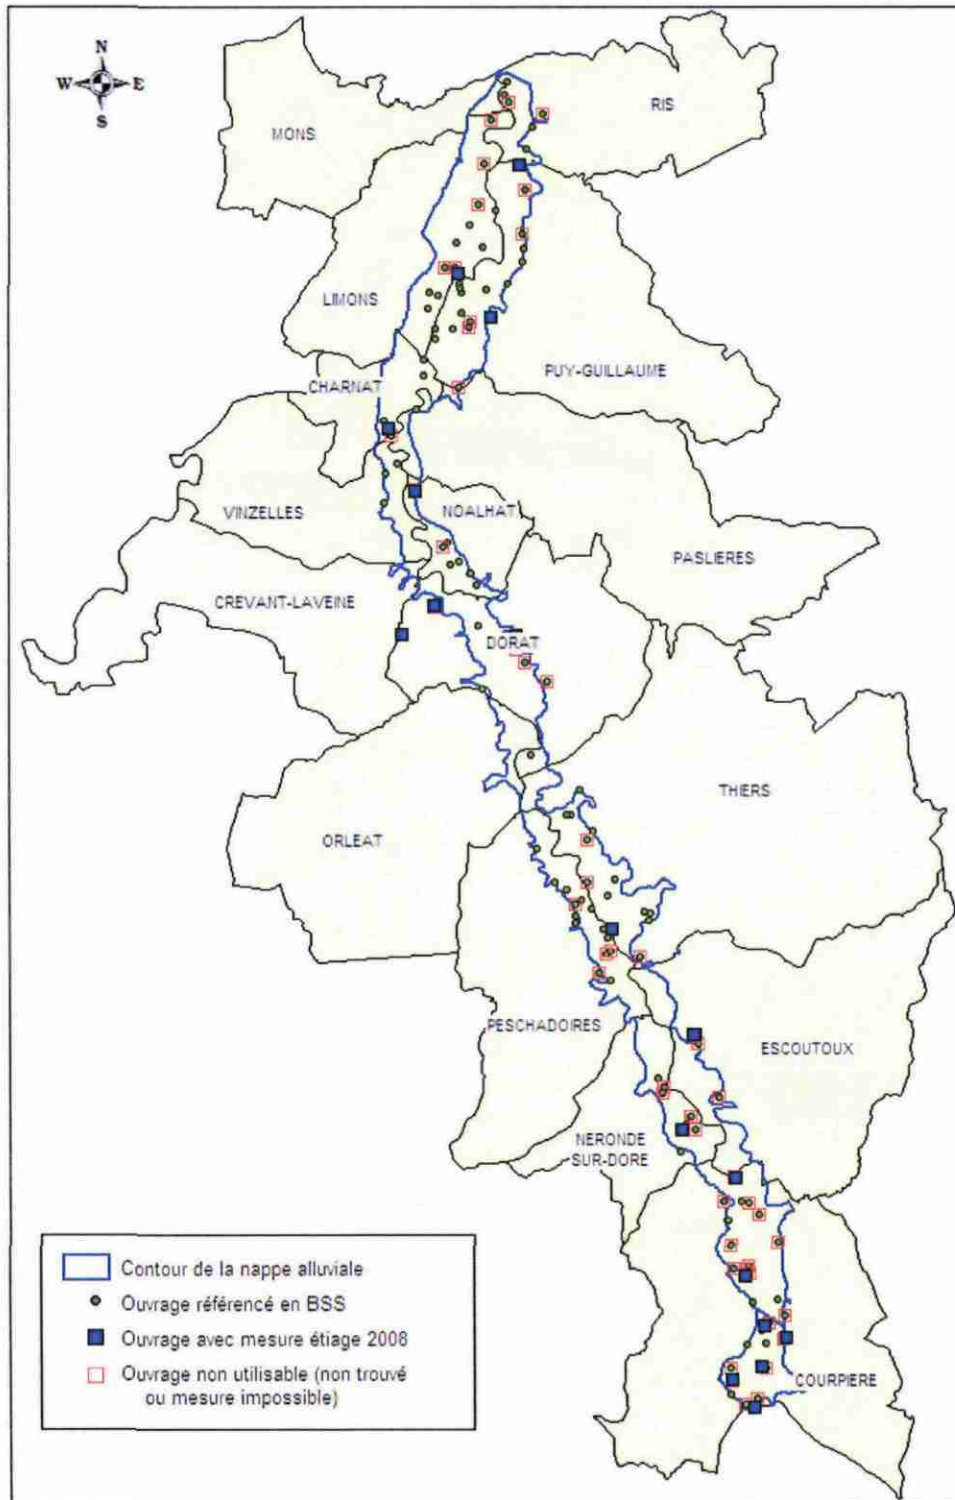 N
W E
S
RIS
MONS
LIMONS
PUY-GUILLAUME
CHARNAT
VINZELLES
NOALHAT
PASLIERES
CREVANT-LAVEINE
DORAT
THIERS
ORLEAT
PESCHADOIRES
ESCOUTOUX
NERONDE
SUR-DORE
COURPIERE
Contour de la nappe alluviale
Ouvrage référencé en BSS
Ouvrage avec mesure étiage 2008
Ouvrage non utilisable (non trouvé
ou mesure impossible)